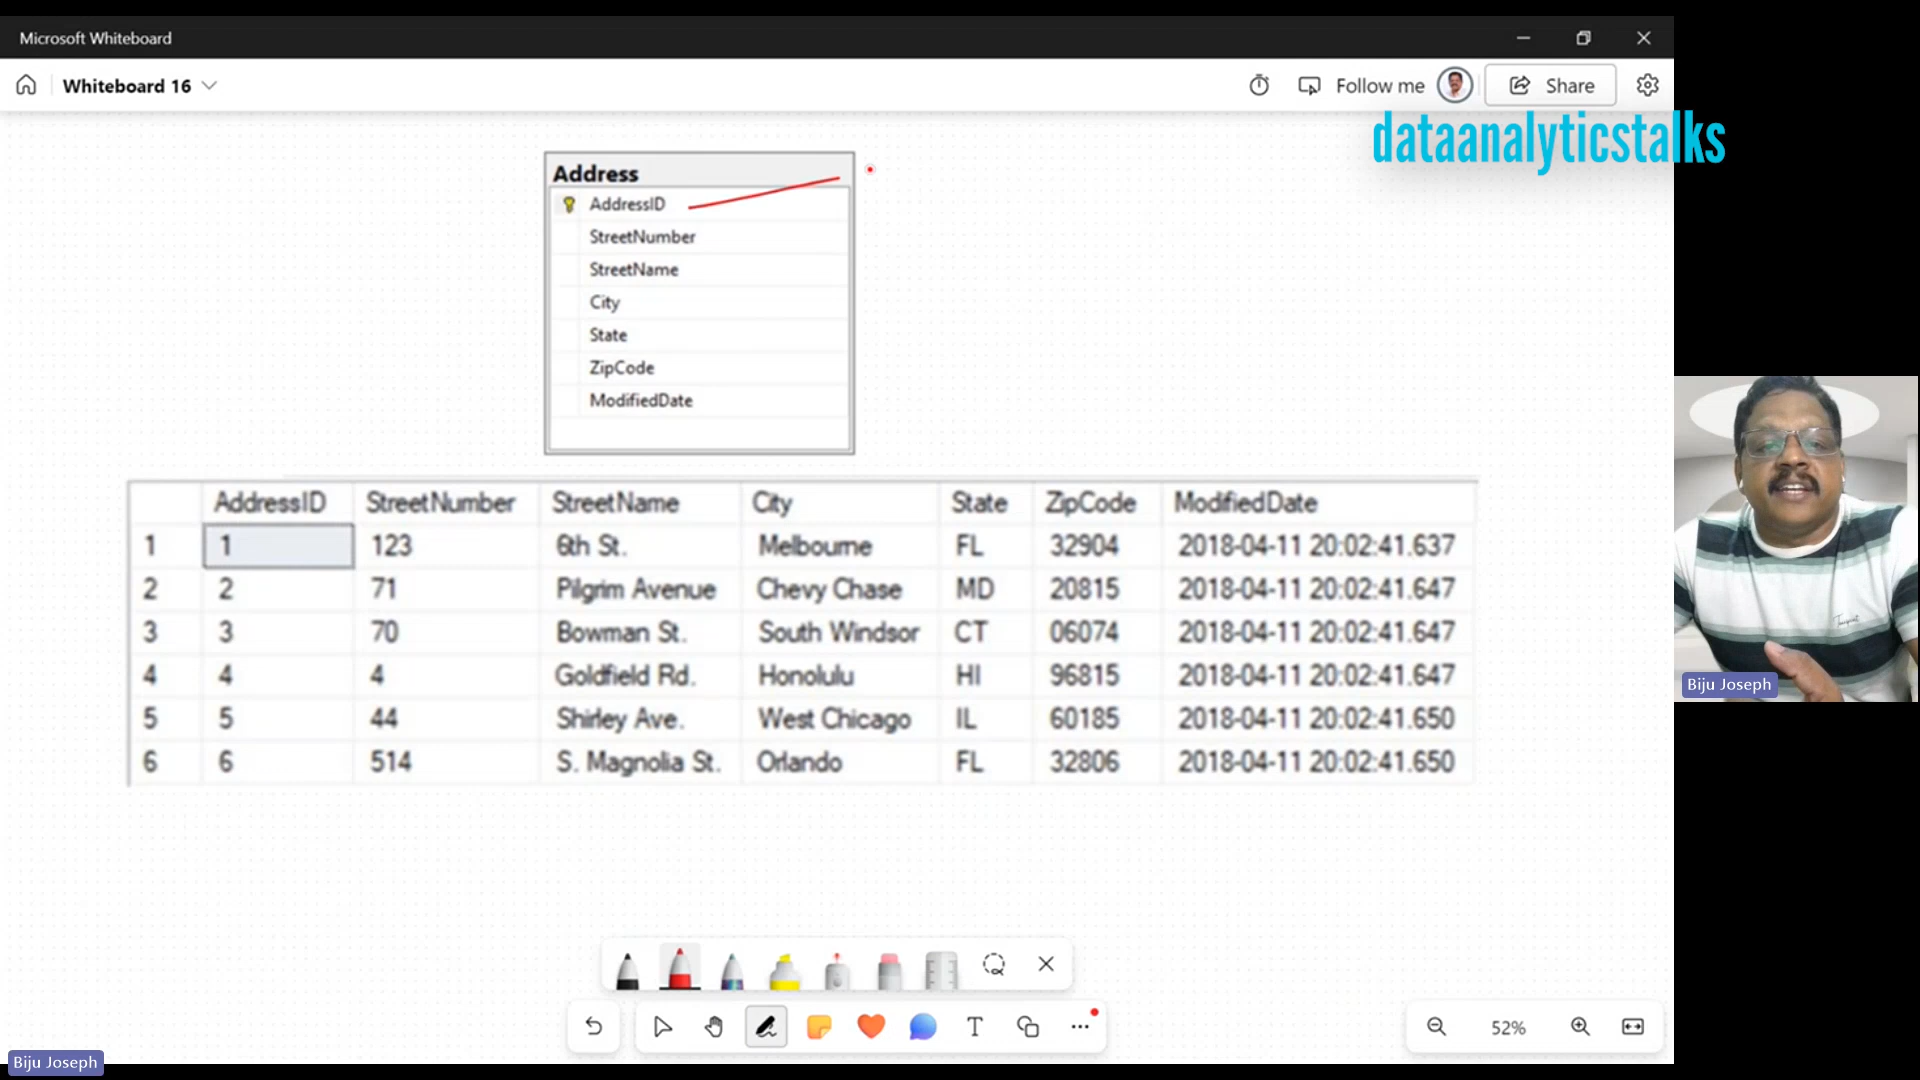 Microsoft Whiteboard
Whiteboard 16
Follow me
Share
dataanalyticstalks
Address
AddressID
StreetNumber
StreetName
City
State
ZipCode
ModifiedDate
AddressID StreetNumber StreetName City State ZipCode ModifiedDate
1 1 123 6th St. Melbourne FL 32904 2018-04-11 20:02:41.637
2 2 71 Pilgrim Avenue Chevy Chase MD 20815 2018-04-11 20:02:41.647
3 3 70 Bowman St. South Windsor CT 06074 2018-04-11 20:02:41.647
4 4 4 Goldfield Rd. Honolulu HI 96815 2018-04-11 20:02:41.647
5 5 44 Shirley Ave. West Chicago IL 60185 2018-04-11 20:02:41.650
6 6 514 S. Magnolia St. Orlando FL 32806 2018-04-11 20:02:41.650
Biju Joseph
52%
Biju Joseph